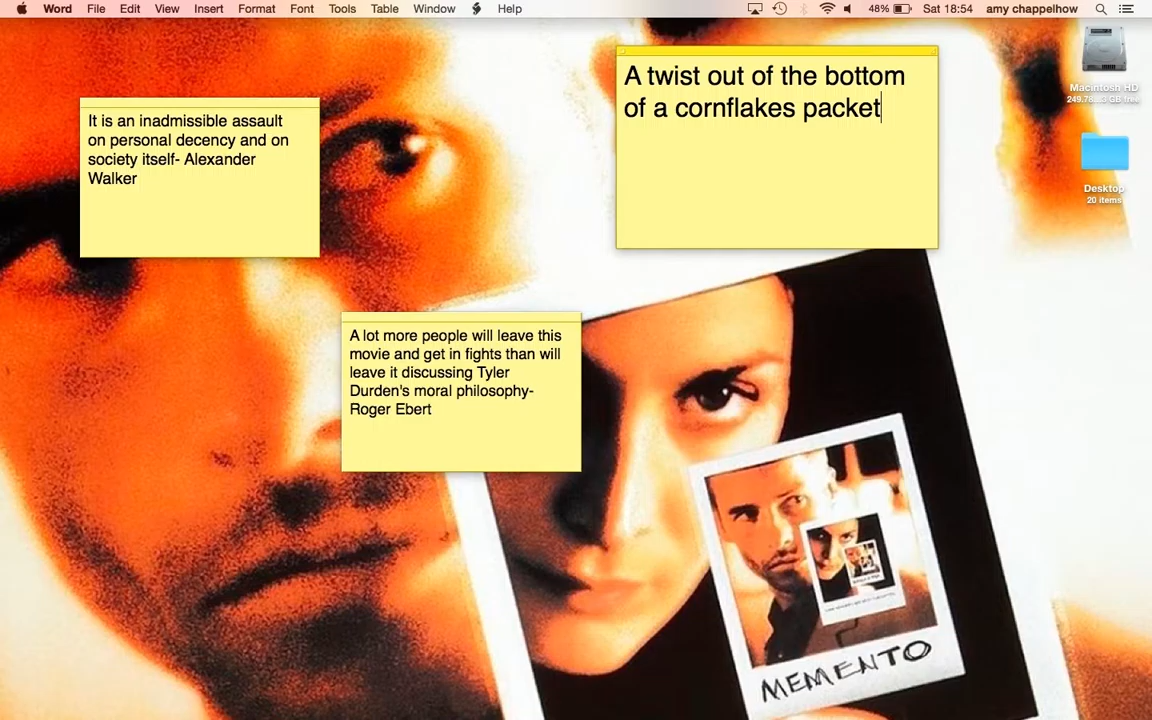 Word File Edit View Insert Format Font Tools Table Window Help 48% Sat 18:54 amy chappelhow
A twist out of the bottom
of a cornflakes packet
Macintosh HD
It is an inadmissible assault
on personal decency and on
society itself- Alexander
Walker
Desktop
20 items
A lot more people will leave this
movie and get in fights than will
leave it discussing Tyler
Durden's moral philosophy-
Roger Ebert
MEMENTO